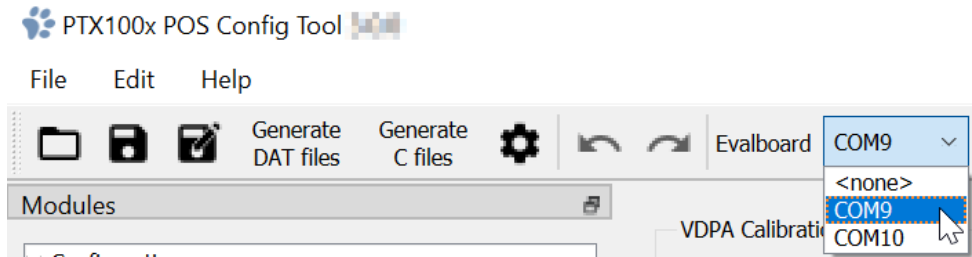 PTX100x POS Config Tool
File Edit Help
Generate DAT files
Generate C files
Evalboard COM9
<none>
COM9
COM10
Modules
VDPA